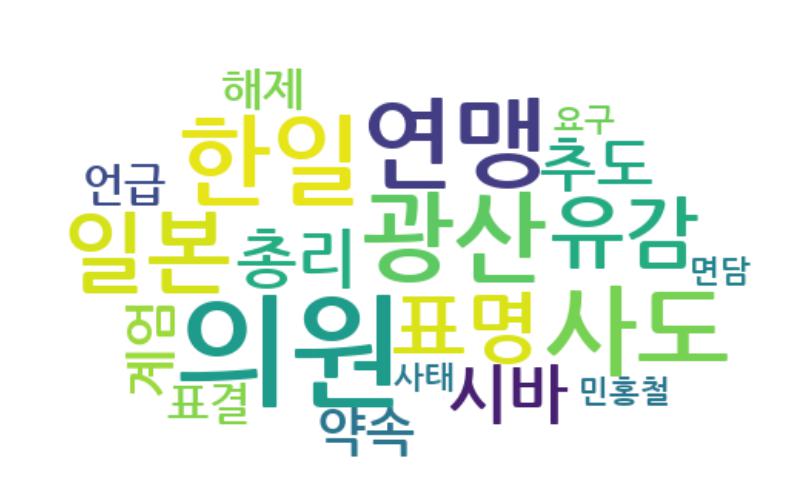 해제
한일
연맹
요구
추도
언급
일본
총리
광산
유감
면담
계엄
의원
표명
사도
표결
사태
시바
민홍철
약속